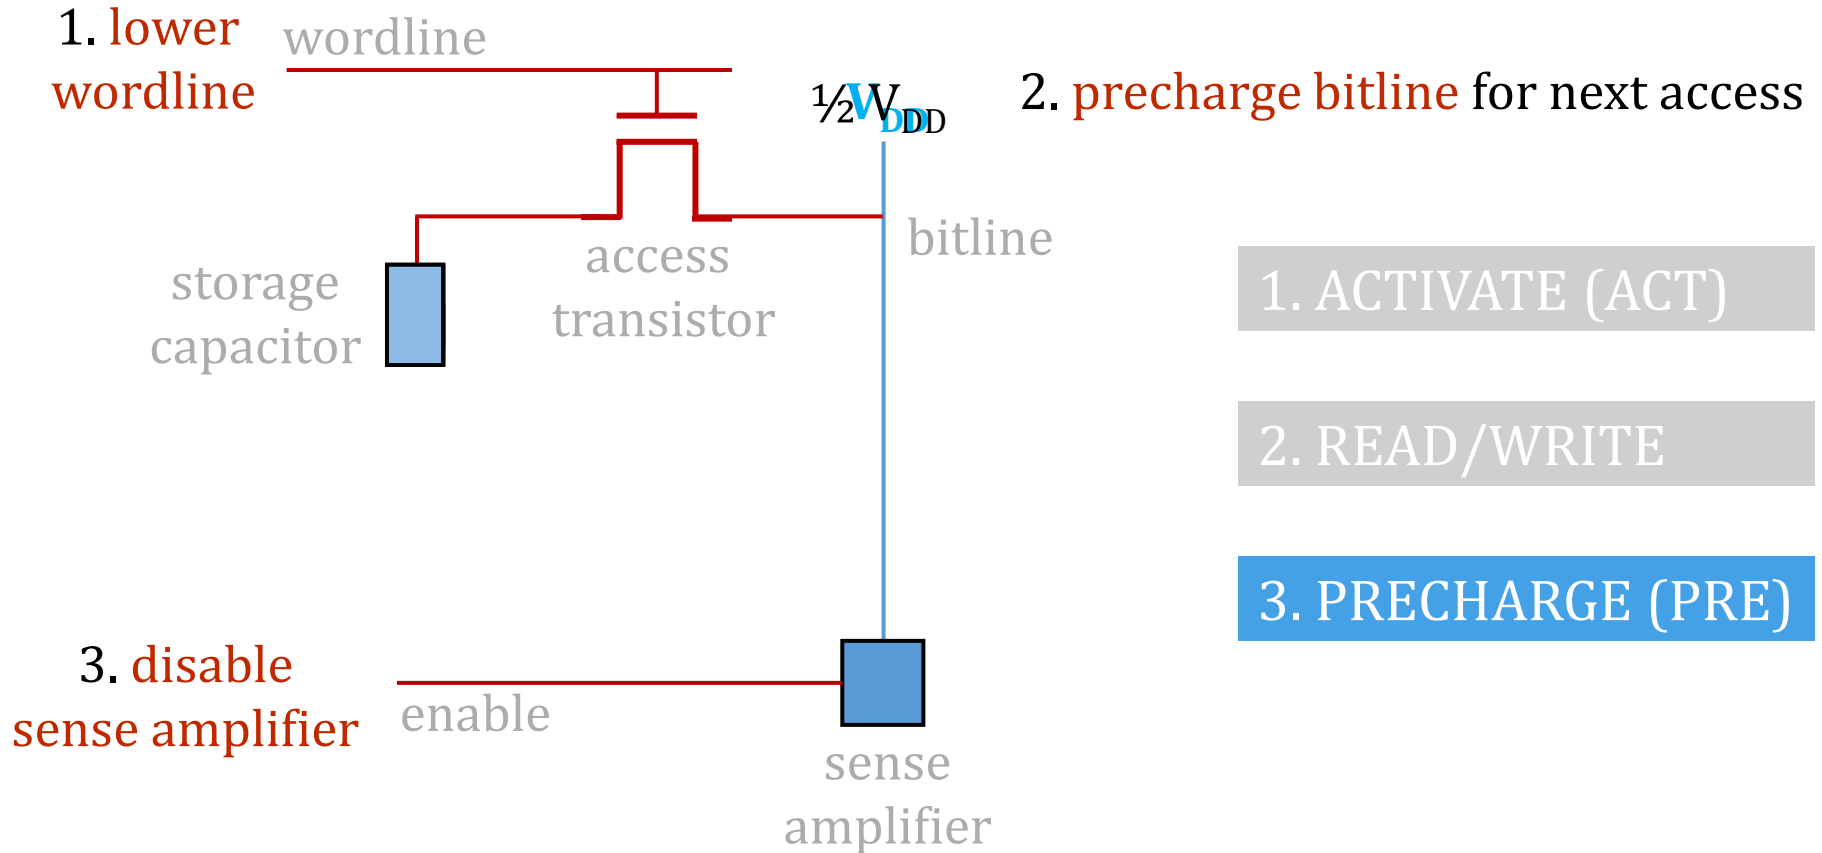 1. lower
wordline
wordline
½VDD
VDD
2. precharge bitline for next access
bitline
access
transistor
storage
capacitor
1. ACTIVATE (ACT)
2. READ/WRITE
3. PRECHARGE (PRE)
3. disable
sense amplifier
enable
sense
amplifier